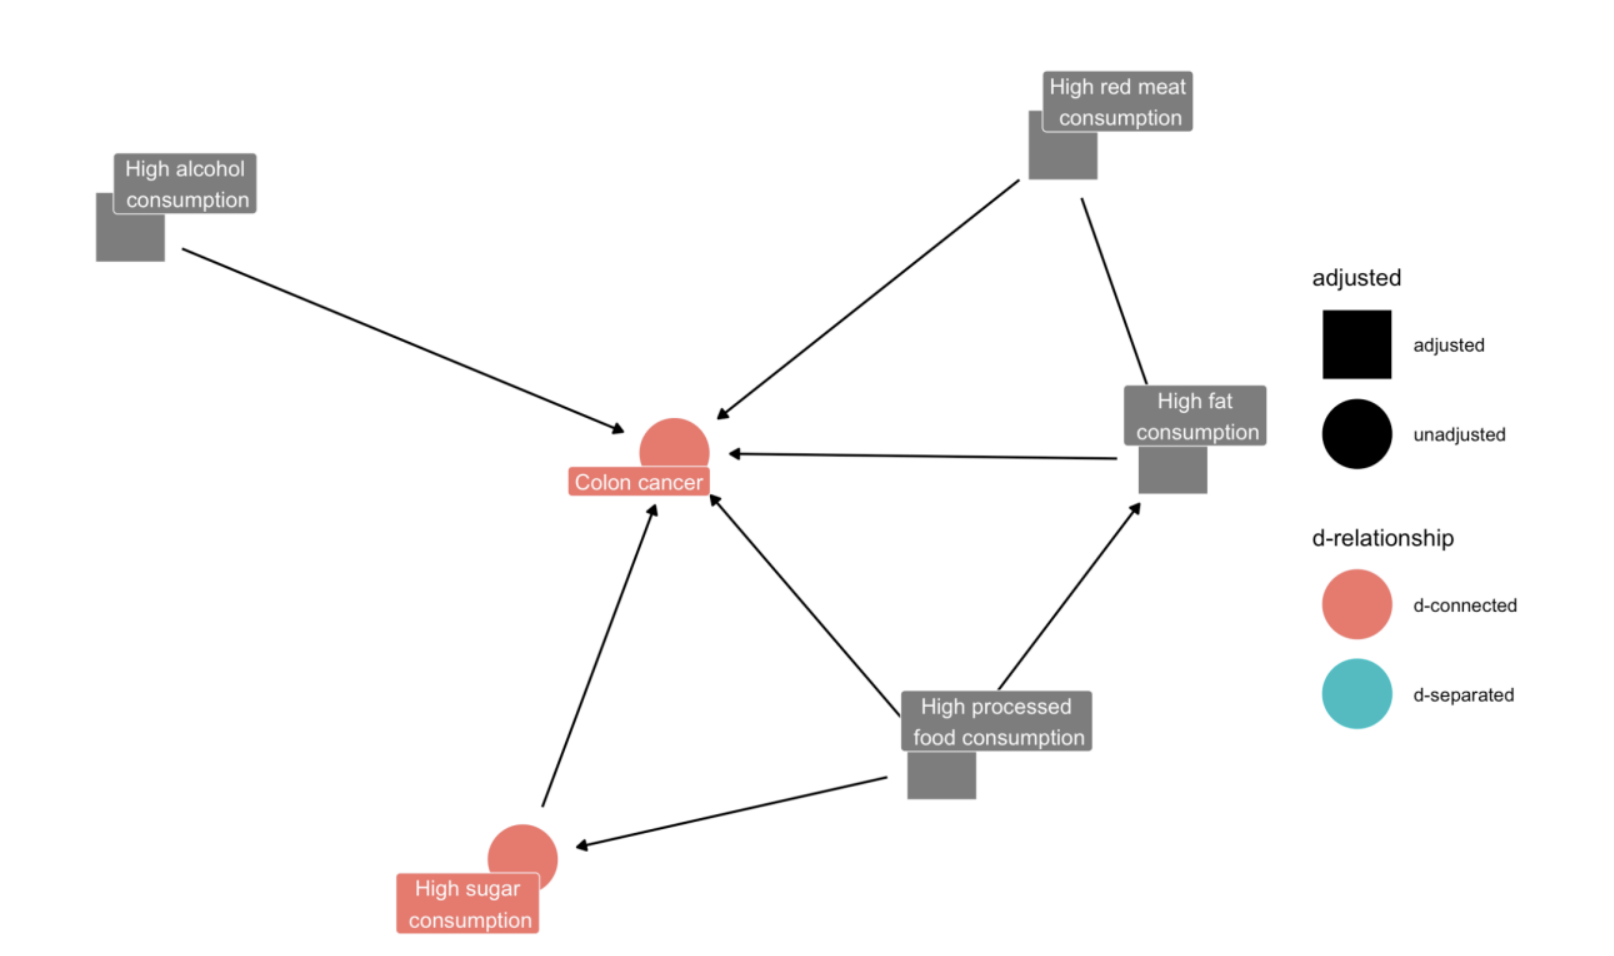 High red meat
consumption
High alcohol
consumption
High fat
consumption
Colon cancer
High processed
food consumption
High sugar
consumption
adjusted
adjusted
unadjusted
d-relationship
d-connected
d-separated